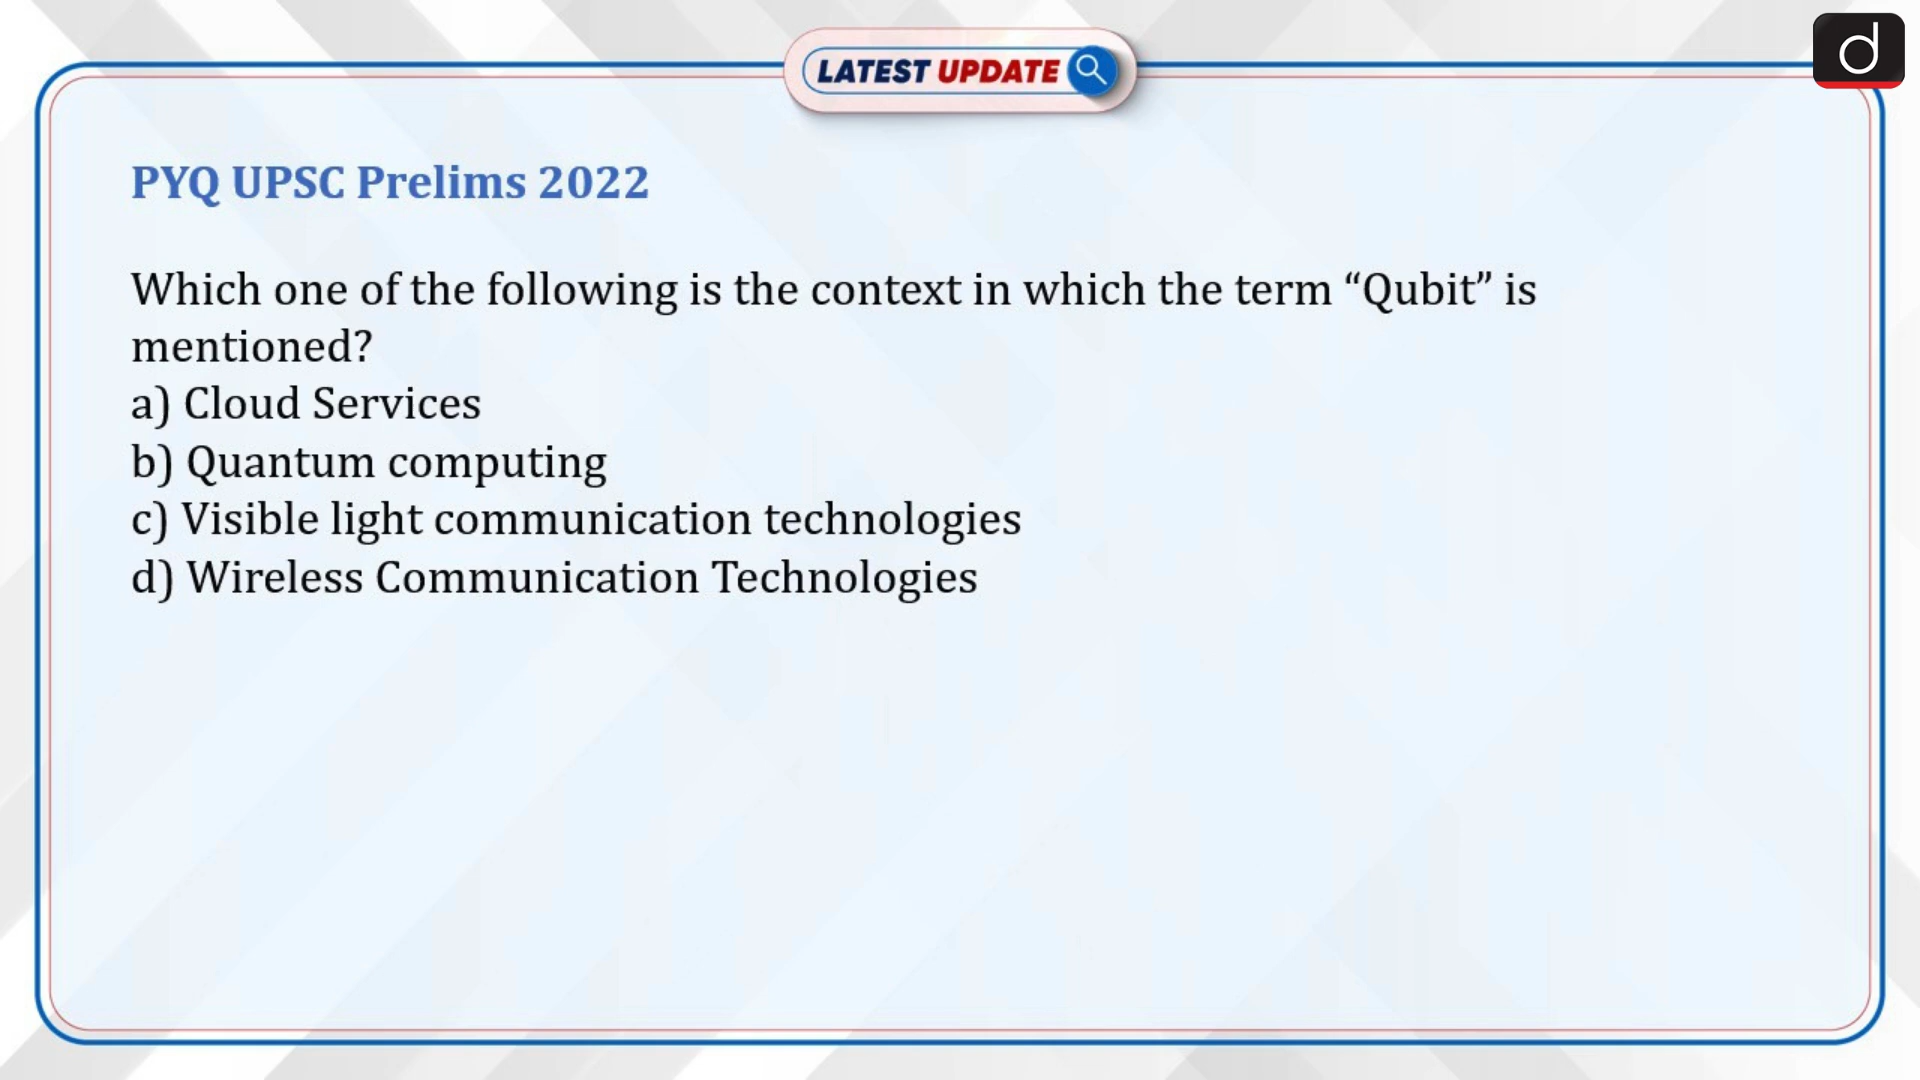 LATEST UPDATE
d
PYQ UPSC Prelims 2022
Which one of the following is the context in which the term “Qubit” is
mentioned?
a) Cloud Services
b) Quantum computing
c) Visible light communication technologies
d) Wireless Communication Technologies